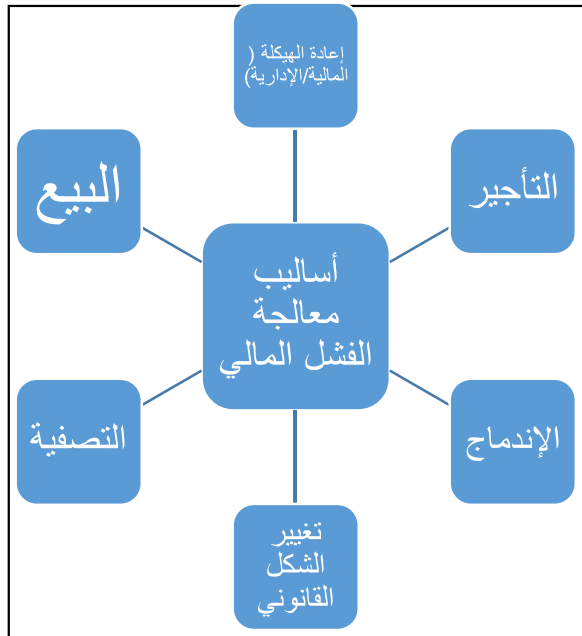 إعادة الهيكلة (
المالية/الإدارية)
التأجير
البيع
أساليب
معالجة
الفشل المالي
الإندماج
التصفية
تغيير
الشكل
القانوني